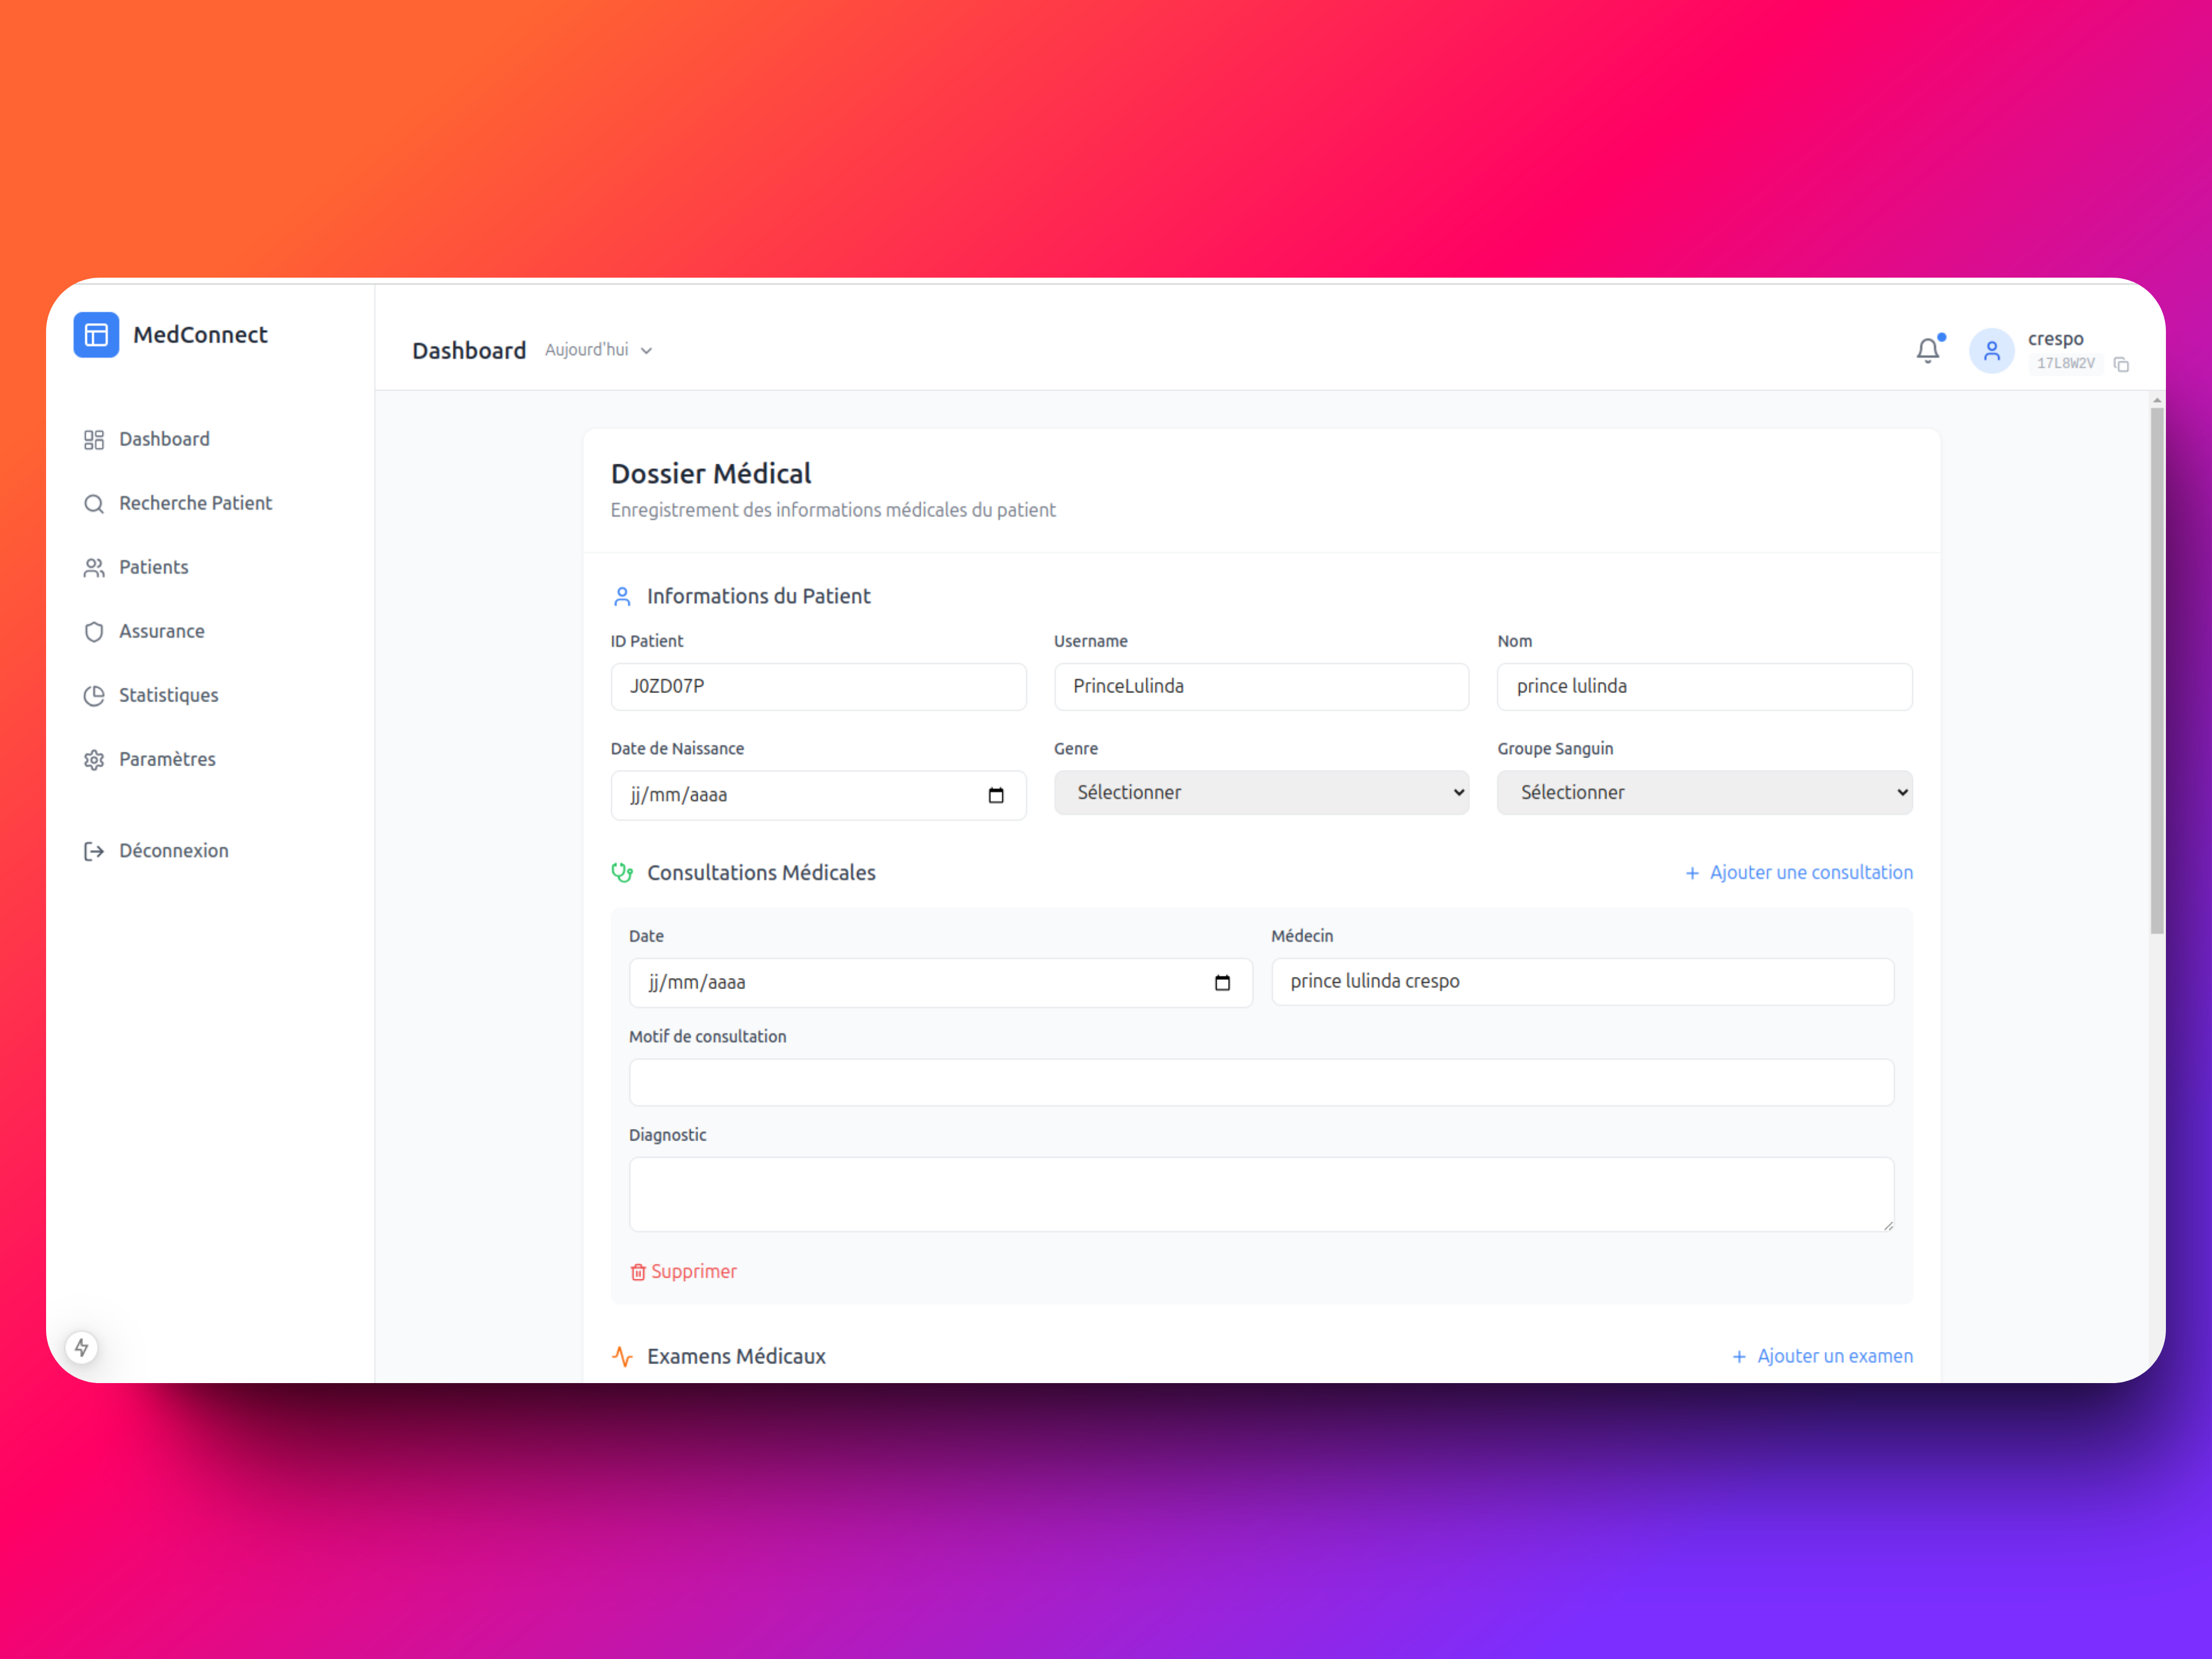 MedConnect
Dashboard
Recherche Patient
Patients
Assurance
Statistiques
Paramètres
Déconnexion
Dashboard Aujourd'hui
crespo
17L8W2V
Dossier Médical
Enregistrement des informations médicales du patient
Informations du Patient
ID Patient Username Nom
J0ZD07P PrinceLulinda prince lulinda
Date de Naissance Genre Groupe Sanguin
jj/mm/aaaa Sélectionner Sélectionner
Consultations Médicales + Ajouter une consultation
Date Médecin
jj/mm/aaaa prince lulinda crespo
Motif de consultation
Diagnostic
Supprimer
Examens Médicaux + Ajouter un examen